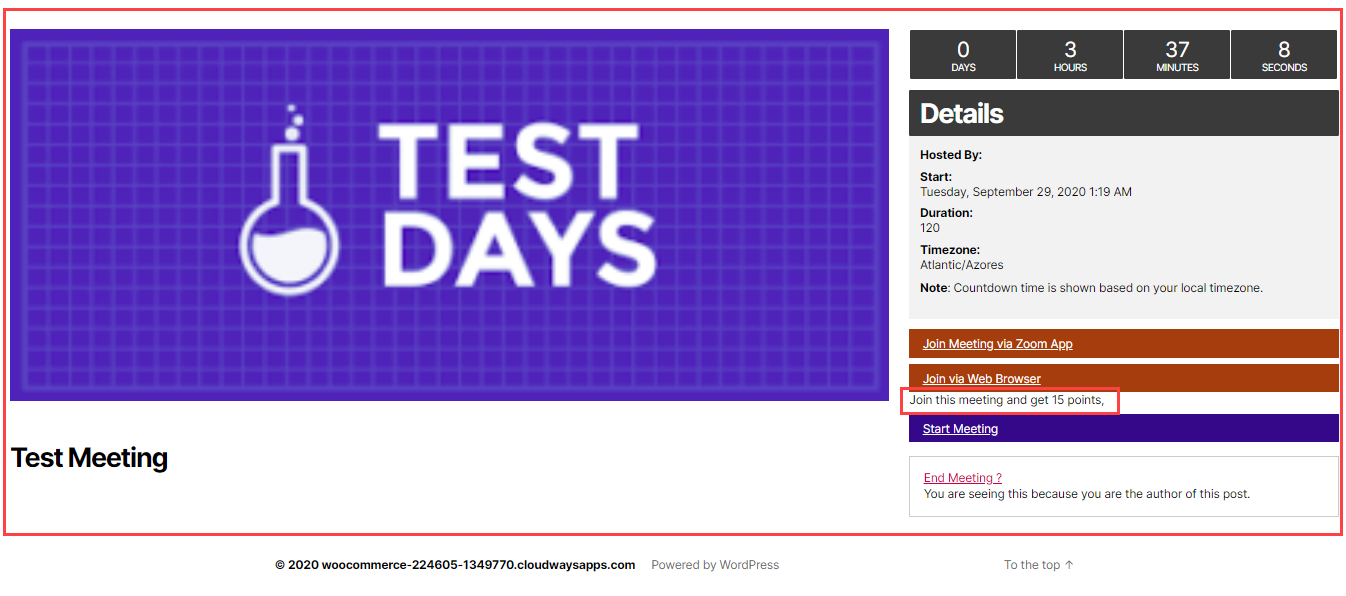 TEST
DAYS
Test Meeting
0 3 37 8
DAYS HOURS MINUTES SECONDS
Details
Hosted By:
Start:
Tuesday, September 29, 2020 1:19 AM
Duration:
120
Timezone:
Atlantic/Azores
Note: Countdown time is shown based on your local timezone.
Join Meeting via Zoom App
Join via Web Browser
Join this meeting and get 15 points,
Start Meeting
End Meeting ?
You are seeing this because you are the author of this post.
© 2020 woocommerce-224605-1349770.cloudwaysapps.com Powered by WordPress To the top ↑